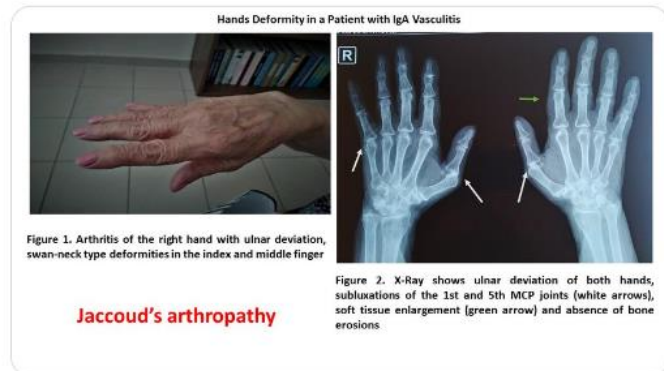 Hands Deformity in a Patient with IgA Vasculitis
R
Figure 1. Arthritis of the right hand with ulnar deviation,
swan-neck type deformities in the index and middle finger
Figure 2. X-Ray shows ulnar deviation of both hands,
subluxations of the 1st and 5th MCP joints (white arrows),
soft tissue enlargement (green arrow) and absence of bone
erosions
Jaccoud's arthropathy